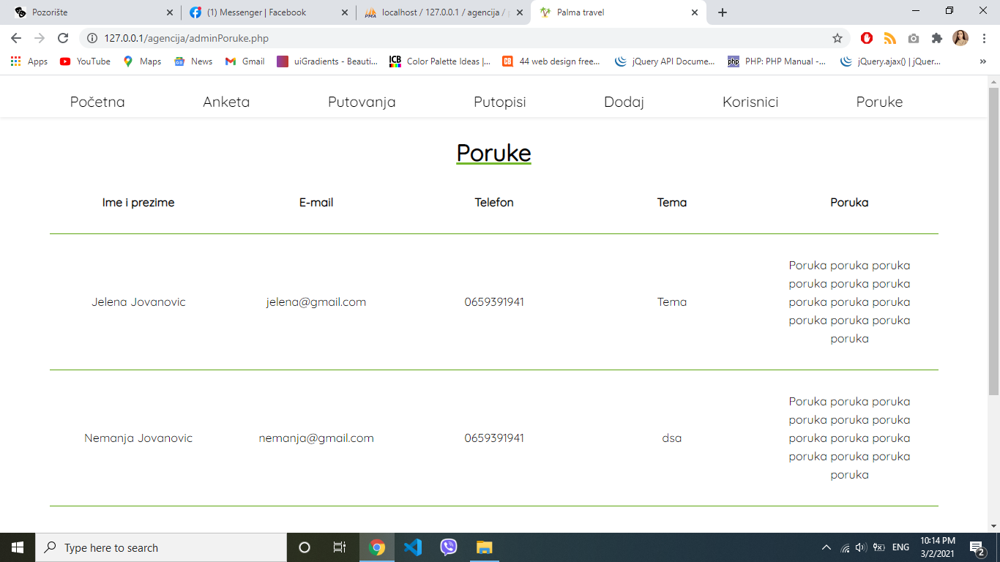 Pozorište
(1) Messenger | Facebook
localhost / 127.0.0.1 / agencija /
Palma travel
127.0.0.1/agencija/adminPoruke.php
Apps
YouTube
Maps
News
Gmail
uiGradients - Beauti...
ICB
Color Palette Ideas |...
CB
44 web design free...
jQuery API Docume...
php
PHP: PHP Manual -...
jQuery.ajax() | jQuer...
»
Početna
Anketa
Putovanja
Putopisi
Dodaj
Korisnici
Poruke
Poruke
Ime i prezime
E-mail
Telefon
Tema
Poruka
Jelena Jovanovic
jelena@gmail.com
0659391941
Tema
Poruka poruka poruka
poruka poruka poruka
poruka poruka poruka
poruka poruka poruka
poruka
Nemanja Jovanovic
nemanja@gmail.com
0659391941
dsa
Poruka poruka poruka
poruka poruka poruka
poruka poruka poruka
poruka poruka poruka
poruka
Type here to search
ENG
10:14 PM
3/2/2021
2